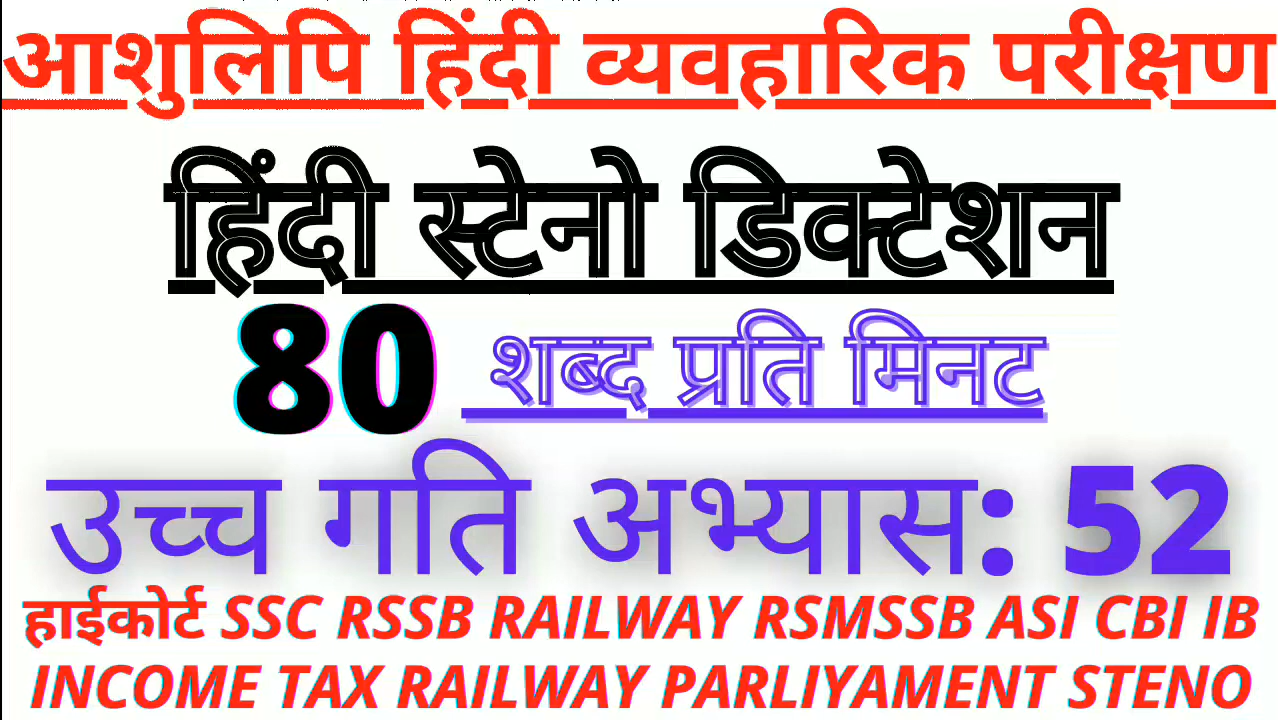 आशुलिपि हिंदी व्यवहारिक परीक्षण
हिंदी स्टेनो डिक्टेशन
80 शब्द प्रति मिनट
उच्च गति अभ्यास: 52
हाईकोर्ट SSC RSSB RAILWAY RSMSSB ASI CBI IB
INCOME TAX RAILWAY PARLIYAMENT STENO